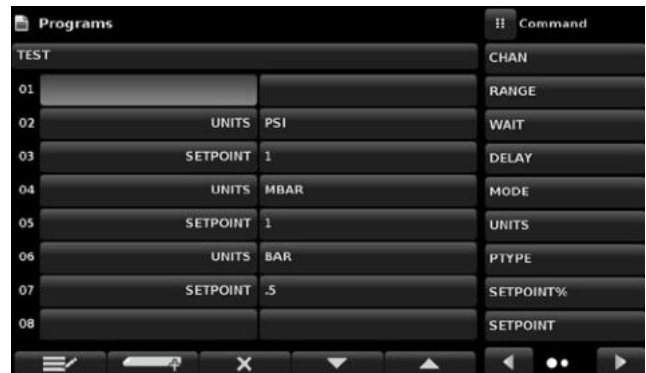 Programs
Command
TEST
CHAN
01
RANGE
02 UNITS PSI
WAIT
03 SETPOINT 1
DELAY
04 UNITS MBAR
MODE
05 SETPOINT 1
UNITS
06 UNITS BAR
PTYPE
07 SETPOINT .5
SETPOINT%
08
SETPOINT